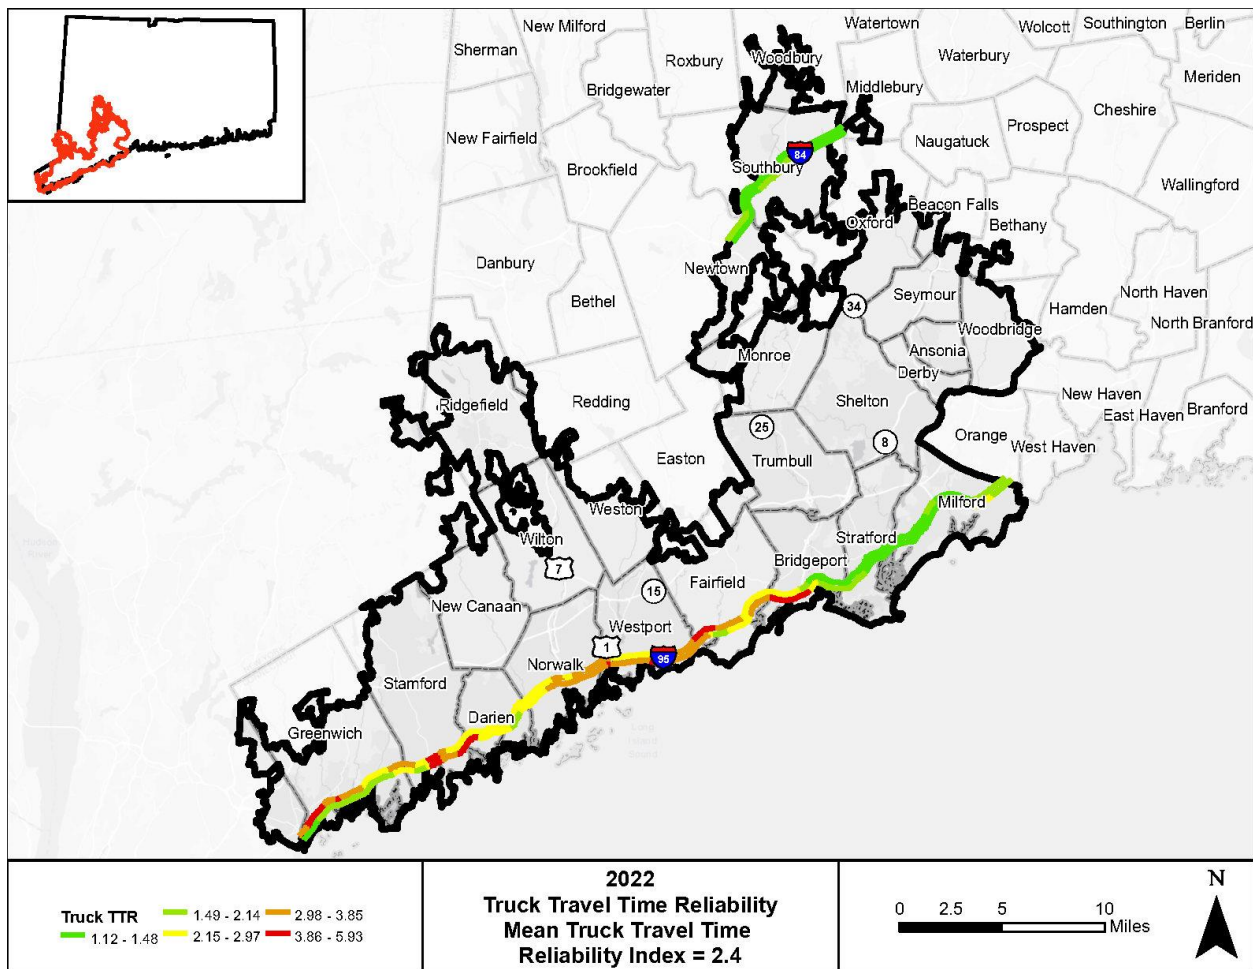 New Milford
Watertown
Wolcott
Southington
Berlin
Sherman
Roxbury
Woodbury
Waterbury
Meriden
Bridgewater
Middlebury
Cheshire
New Fairfield
Prospect
Naugatuck
84
Brookfield
Southbury
Wallingford
Beacon Falls
Oxford
Bethany
Danbury
Newtown
Seymour
North Haven
Bethel
34
Hamden
Woodbridge
North Branford
Monroe
Ansonia
Derby
Ridgefield
Redding
Shelton
New Haven
East Haven
Branford
25
Orange
8
West Haven
Easton
Trumbull
Weston
Milford
Wilton
Stratford
Hudson
River
7
Bridgeport
Fairfield
15
New Canaan
Westport
1
Norwalk
95
Stamford
Darien
Long
Island
Sound
Greenwich
2022
Truck Travel Time Reliability
Mean Truck Travel Time
Reliability Index = 2.4
Truck TTR
1.12 - 1.48
1.49 - 2.14
2.15 - 2.97
2.98 - 3.85
3.86 - 5.93
0 2.5 5 10
Miles
N